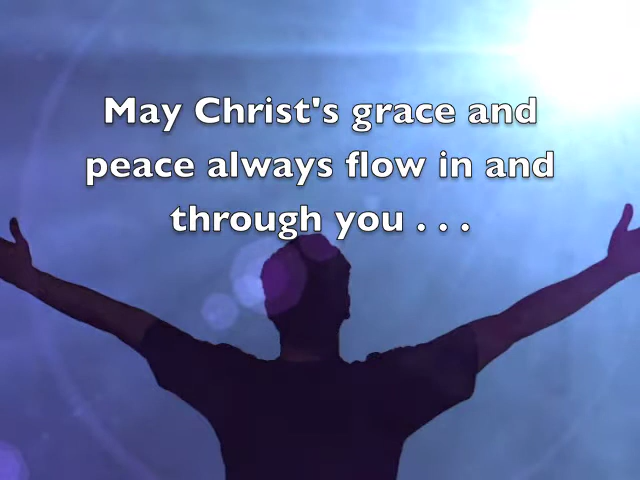 May Christ's grace and
peace always flow in and
through you . . .